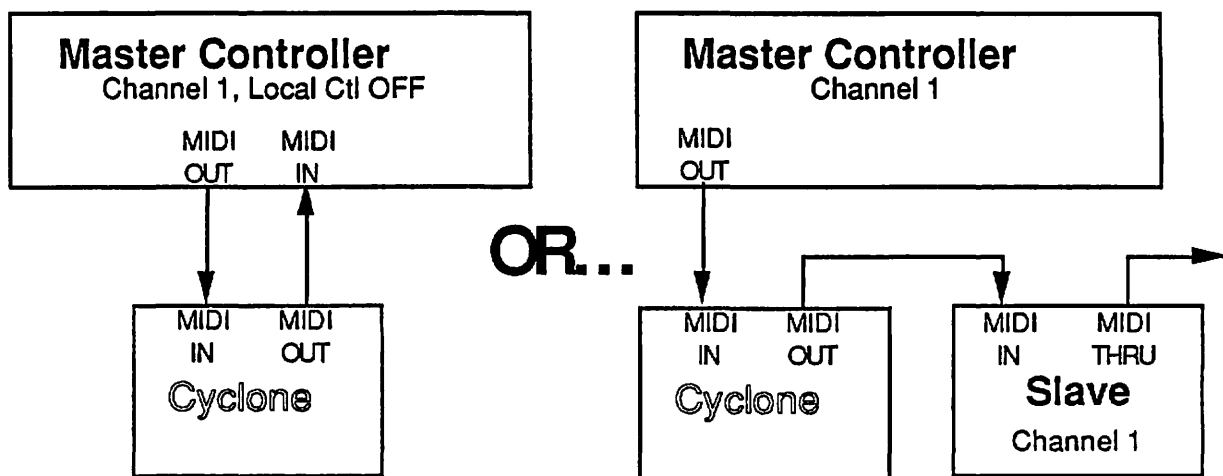 Master Controller
Channel 1, Local Ctl OFF
MIDI MIDI
OUT IN
MIDI MIDI
IN OUT
Cyclone
OR...
Master Controller
Channel 1
MIDI
OUT
MIDI MIDI
IN OUT
Cyclone
MIDI MIDI
IN THRU
Slave
Channel 1